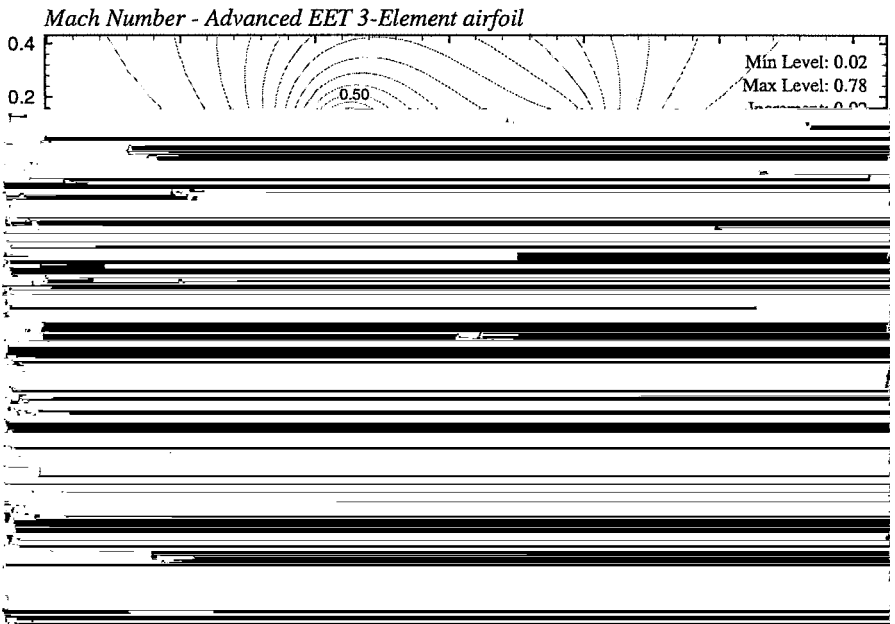 Mach Number - Advanced EET 3-Element airfoil
0.4
Min Level: 0.02
Max Level: 0.78
0.2
0.50